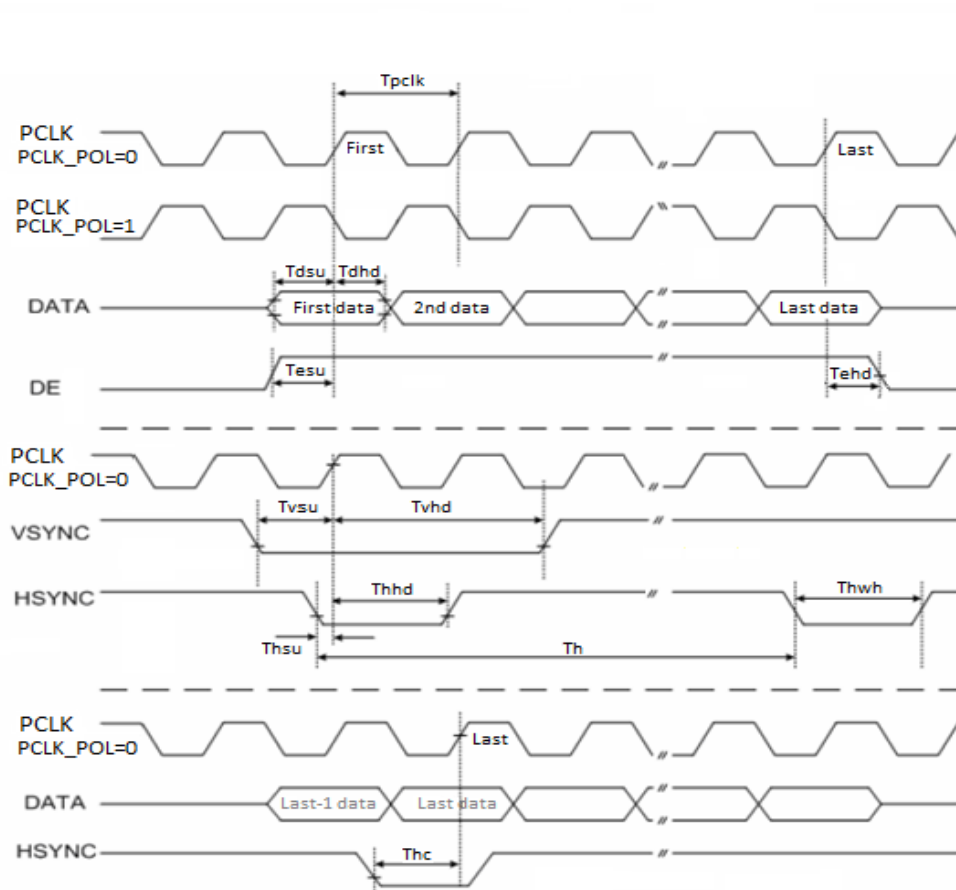 Tpclk
PCLK
PCLK_POL=0
First
Last
PCLK
PCLK_POL=1
Tdsu Tdhd
DATA
First data
2nd data
Last data
DE
Tesu
Tehd
PCLK
PCLK_POL=0
Tvsu
Tvhd
VSYNC
HSYNC
Thhd
Thwh
Thsu
Th
PCLK
PCLK_POL=0
Last
DATA
Last-1 data
Last data
HSYNC
Thc